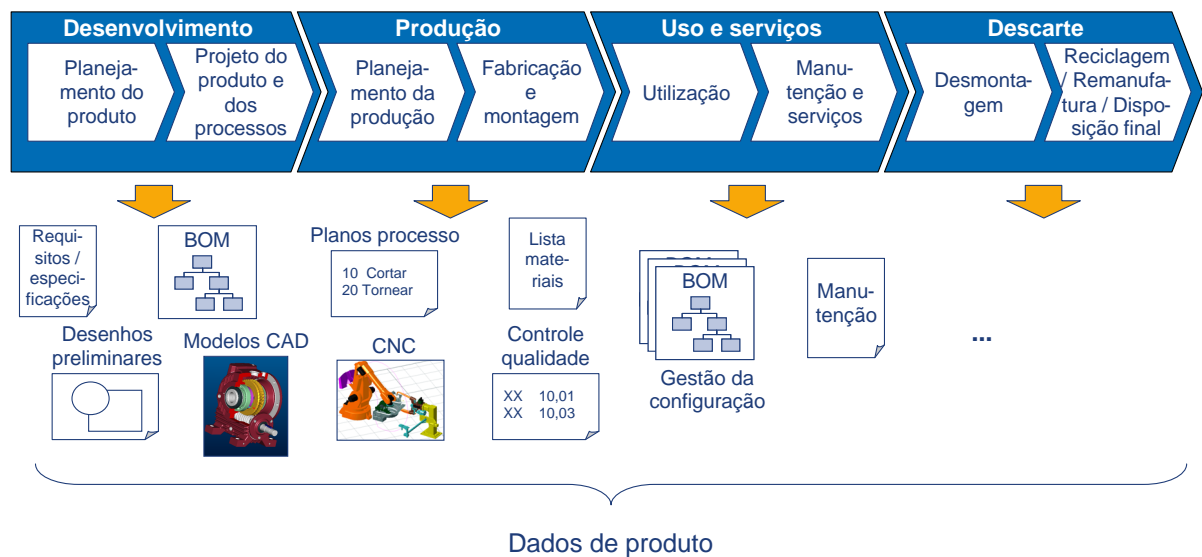 Desenvolvimento
Planeja-
mento do
produto
Projeto do
produto e
dos
processos
Produção
Planeja-
mento da
produção
Fabricação
e
montagem
Uso e serviços
Utilização
Manu-
tenção e
serviços
Descarte
Desmonta-
gem
Reciclagem
/ Remanufa-
tura / Dispo-
sição final
Requi-
sitos /
especi-
ficações
BOM
Desenhos
preliminares
Modelos CAD
Planos processo
10 Cortar
20 Tornear
Lista
mate-
riais
CNC
Controle
qualidade
XX 10,01
XX 10,03
BOM
BOM
BOM
Gestão da
configuração
Manu-
tenção
...
Dados de produto